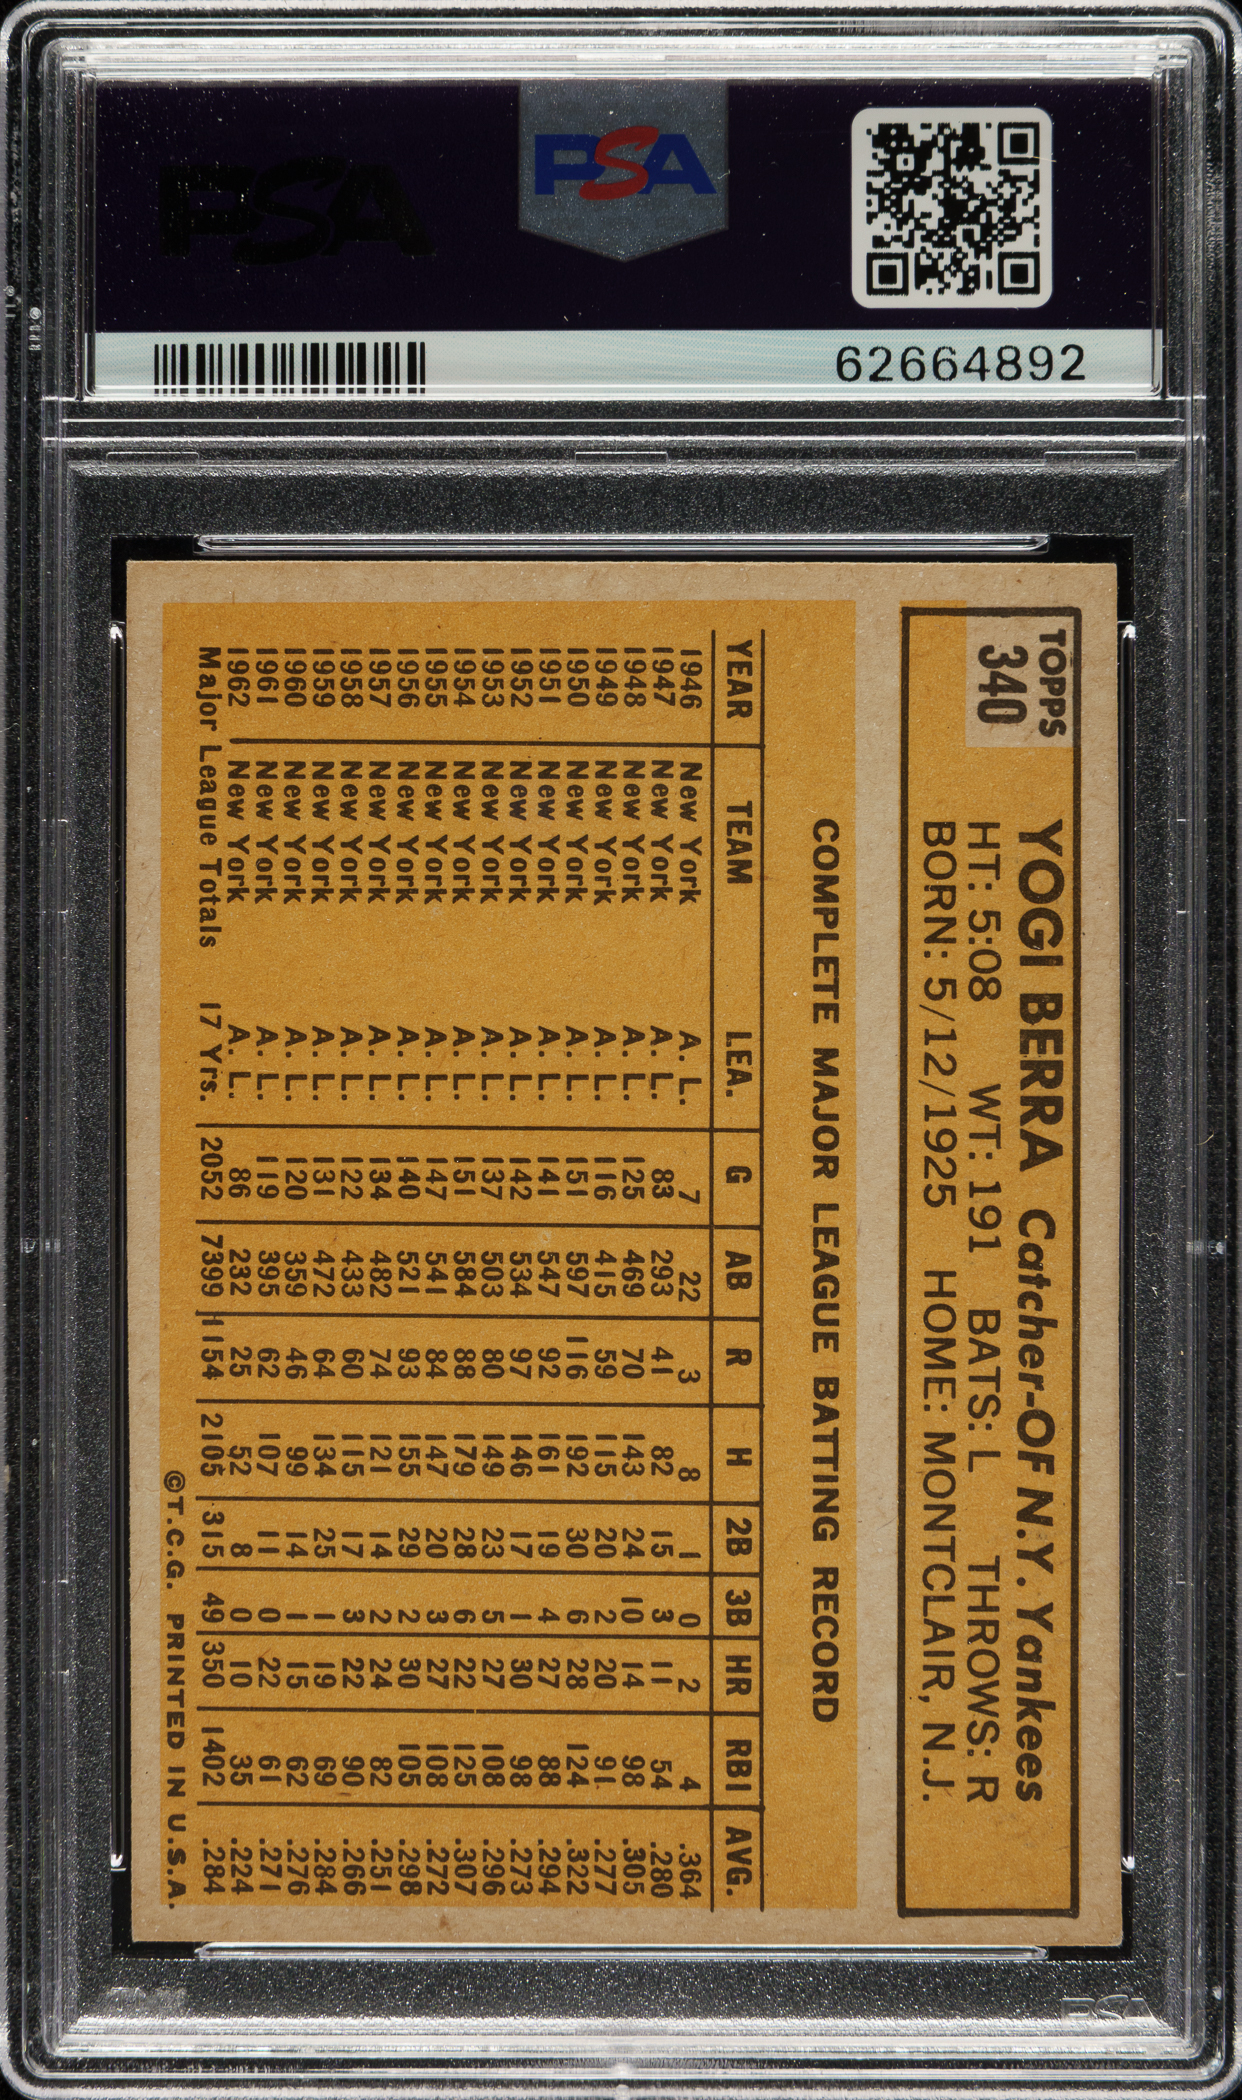 PSA
PSA
62664892
TOPPS
340
YOGI BERRA Catcher-OF N.Y. Yankees
HT: 5:08 WT: 191 BATS: L THROWS: R
BORN: 5/12/1925 HOME: MONTCLAIR, N.J.
COMPLETE MAJOR LEAGUE BATTING RECORD
YEAR TEAM LEA. G AB R H 2B 3B HR RBI AVG.
1946 New York A. L. 7 22 3 8 1 0 2 4 .364
1947 New York A. L. 83 293 41 82 15 3 11 54 .280
1948 New York A. L. 125 469 70 143 24 10 14 98 .305
1949 New York A. L. 116 415 59 115 20 2 20 91 .277
1950 New York A. L. 151 597 116 192 30 6 28 124 .322
1951 New York A. L. 141 547 92 161 19 4 27 88 .294
1952 New York A. L. 142 534 97 146 17 1 30 98 .273
1953 New York A. L. 137 503 80 149 23 5 27 108 .296
1954 New York A. L. 151 584 88 179 28 6 22 125 .307
1955 New York A. L. 147 541 84 147 20 3 27 108 .272
1956 New York A. L. 140 521 93 155 29 2 30 105 .298
1957 New York A. L. 134 482 74 121 14 2 24 82 .251
1958 New York A. L. 122 433 60 115 17 3 22 90 .266
1959 New York A. L. 131 472 64 134 25 1 19 69 .284
1960 New York A. L. 120 359 46 99 14 1 15 62 .276
1961 New York A. L. 119 395 62 107 11 0 22 61 .271
1962 New York A. L. 86 232 25 52 8 0 10 35 .224
Major League Totals 17 Yrs. 2052 7399 1154 2105 315 49 350 1402 .284
©T.C.G. PRINTED IN U.S.A.
PSA